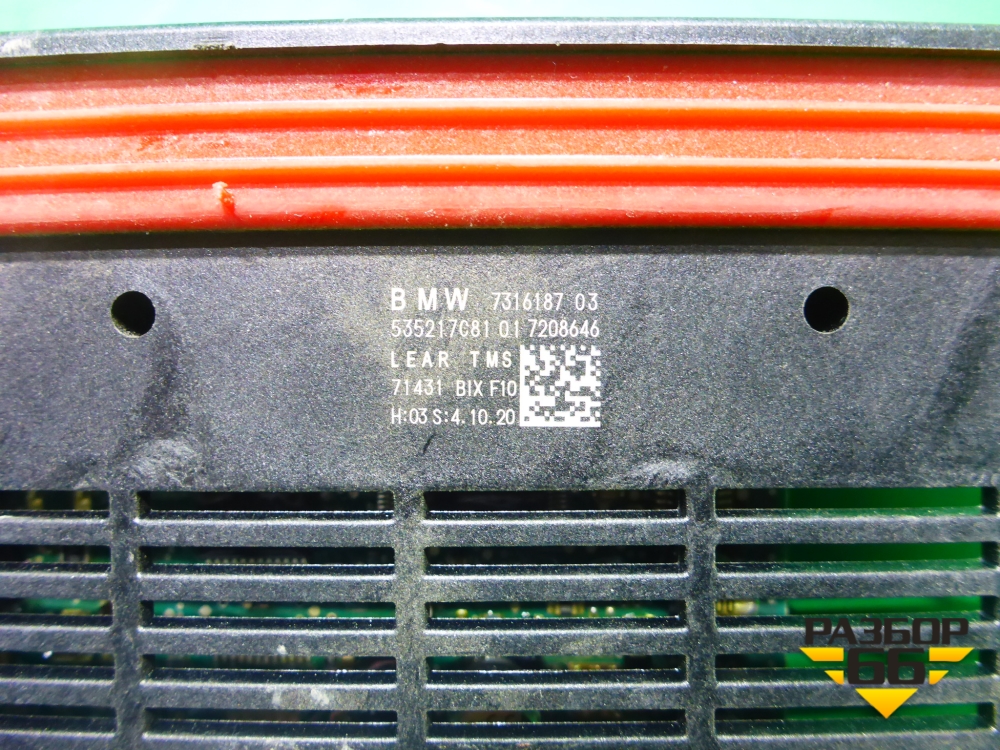 BMW 7316187 03
535217C81 01 7208646
LEAR TMS
71431 BIX F10
H:03 S:4.10.20
РАЗБОР
66